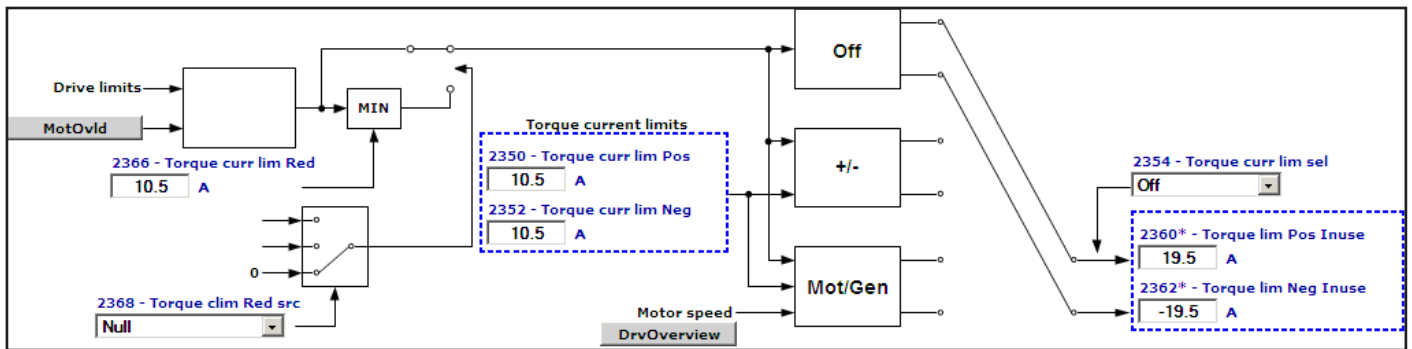 Drive limits
MotOvld
MIN
2366 - Torque curr lim Red
10.5 A
0
2368 - Torque clim Red src
Null
Torque current limits
2350 - Torque curr lim Pos
10.5 A
2352 - Torque curr lim Neg
10.5 A
Off
+/-
Mot/Gen
Motor speed
DrvOverview
2354 - Torque curr lim sel
Off
2360* - Torque lim Pos Inuse
19.5 A
2362* - Torque lim Neg Inuse
-19.5 A